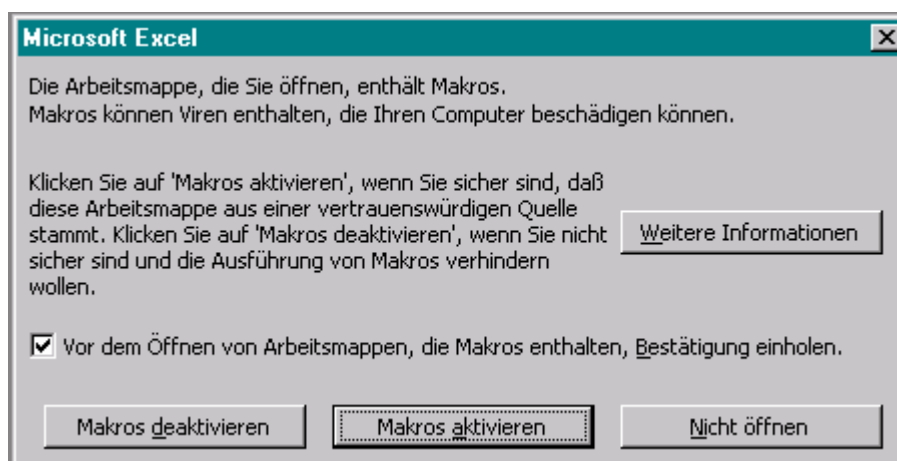 Microsoft Excel
Die Arbeitsmappe, die Sie öffnen, enthält Makros.
Makros können Viren enthalten, die Ihren Computer beschädigen können.
Klicken Sie auf 'Makros aktivieren', wenn Sie sicher sind, daß
diese Arbeitsmappe aus einer vertrauenswürdigen Quelle
stammt. Klicken Sie auf 'Makros deaktivieren', wenn Sie nicht
sicher sind und die Ausführung von Makros verhindern
wollen.
Weitere Informationen
Vor dem Öffnen von Arbeitsmappen, die Makros enthalten, Bestätigung einholen.
Makros deaktivieren
Makros aktivieren
Nicht öffnen